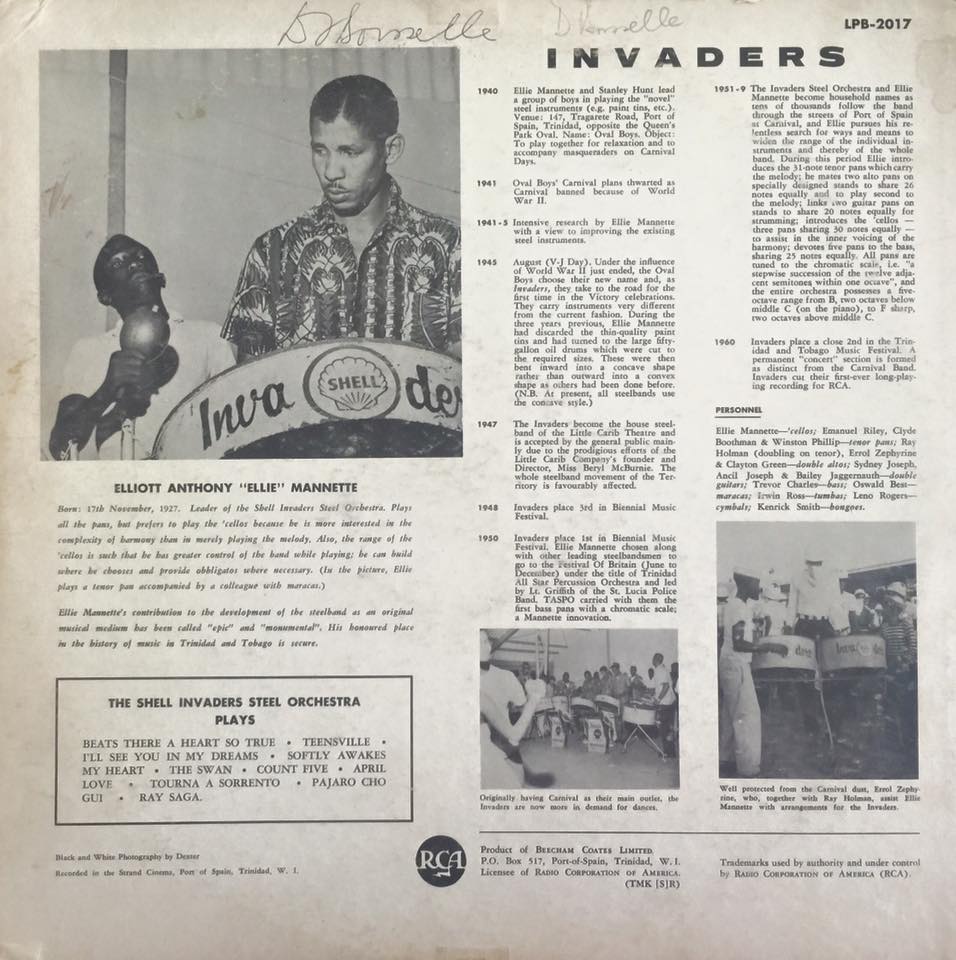 LPB-2017
INVADERS
Inva SHELL ders
ELLIOTT ANTHONY "ELLIE" MANNETTE
Born: 17th November, 1927. Leader of the Shell Invaders Steel Orchestra. Plays
all the pans, but prefers to play the 'cellos because he is more interested in the
complexity of harmony than in merely playing the melody. Also, the range of the
'cellos is such that he has greater control of the band while playing; he can build
where he chooses and provide obbligatos where necessary. (In the picture, Ellie
plays a tenor pan accompanied by a colleague with maracas.)
Ellie Mannette's contribution to the development of the steelband as an original
musical medium has been called "epic" and "monumental". His honoured place
in the history of music in Trinidad and Tobago is secure.
THE SHELL INVADERS STEEL ORCHESTRA
PLAYS
BEATS THERE A HEART SO TRUE • TEENSVILLE •
I'LL SEE YOU IN MY DREAMS • SOFTLY AWAKES
MY HEART • THE SWAN • COUNT FIVE • APRIL
LOVE • TOURNA A SORRENTO • PAJARO CHO
GUI • RAY SAGA.
Black and White Photography by Dexter
Recorded in the Strand Cinema, Port of Spain, Trinidad, W. I.
1940 Ellie Mannette and Stanley Hunt lead
a group of boys in playing the "novel"
steel instruments (e.g. paint tins, etc.).
Venue: 147, Tragarete Road, Port of
Spain, Trinidad, opposite the Queen's
Park Oval. Name: Oval Boys. Object:
To play together for relaxation and to
accompany masqueraders on Carnival
Days.
1941 Oval Boys' Carnival plans thwarted as
Carnival banned because of World
War II.
1941-5 Intensive research by Ellie Mannette
with a view to improving the existing
steel instruments.
1945 August (V-J Day). Under the influence
of World War II just ended, the Oval
Boys choose their new name and, as
Invaders, they take to the road for the
first time in the Victory celebrations.
They carry instruments very different
from the current fashion. During the
three years previous, Ellie Mannette
had discarded the thin-quality paint
tins and had turned to the large fifty-
gallon oil drums which were cut to
the required sizes. These were then
bent inward into a concave shape
rather than outward into a convex
shape as others had been done before.
(N.B. At present, all steelbands use
the concave style.)
1947 The Invaders become the house steel-
band of the Little Carib Theatre and
is accepted by the general public main-
ly due to the prodigious efforts of the
Little Carib Company's founder and
Director, Miss Beryl McBurnie. The
whole steelband movement of the Ter-
ritory is favourably affected.
1948 Invaders place 3rd in Biennial Music
Festival.
1950 Invaders place 1st in Biennial Music
Festival. Ellie Mannette chosen along
with other leading steelbandsmen to
go to the Festival Of Britain (June to
December) under the title of Trinidad
All Star Percussion Orchestra and led
by Lt. Griffith of the St. Lucia Police
Band. TASPO carried with them the
first bass pans with a chromatic scale;
a Mannette innovation.
Originally having Carnival as their main outlet, the
Invaders are now more in demand for dances.
1951-9 The Invaders Steel Orchestra and Ellie
Mannette become household names as
tens of thousands follow the band
through the streets of Port of Spain
at Carnival, and Ellie pursues his re-
lentless search for ways and means to
widen the range of the individual in-
struments and thereby of the whole
band. During this period Ellie intro-
duces the 31-note tenor pans which carry
the melody; he mates two alto pans on
specially designed stands to share 26
notes equally and to play second to
the melody; links two guitar pans on
stands to share 20 notes equally for
strumming; introduces the 'cellos —
three pans sharing 30 notes equally —
to assist in the inner voicing of the
harmony; devotes five pans to the bass,
sharing 25 notes equally. All pans are
tuned to the chromatic scale, i.e. "a
stepwise succession of the twelve adja-
cent semitones within one octave", and
the entire orchestra possesses a five-
octave range from B, two octaves below
middle C (on the piano), to F sharp,
two octaves above middle C.
1960 Invaders place a close 2nd in the Trin-
idad and Tobago Music Festival. A
permanent "concert" section is formed
as distinct from the Carnival Band.
Invaders cut their first-ever long-play-
ing recording for RCA.
PERSONNEL
Ellie Mannette—'cellos; Emanuel Riley, Clyde
Boothman & Winston Phillip—tenor pans; Ray
Holman (doubling on tenor), Errol Zephyrine
& Clayton Green—double altos; Sydney Joseph,
Ancil Joseph & Bailey Jaggernauth—double
guitars; Trevor Charles—bass; Oswald Best—
maracas; Irwin Ross—tumbas; Leno Rogers—
cymbals; Kenrick Smith—bongoes.
ders Inva ders
Well protected from the Carnival dust, Errol Zephy-
rine, who, together with Ray Holman, assist Ellie
Mannette with arrangements for the Invaders.
RCA
Product of BEECHAM COATES LIMITED.
P.O. Box 517, Port-of-Spain, Trinidad, W. I.
Licensee of RADIO CORPORATION OF AMERICA.
(TMK [S]R)
Trademarks used by authority and under control
by RADIO CORPORATION OF AMERICA (RCA).